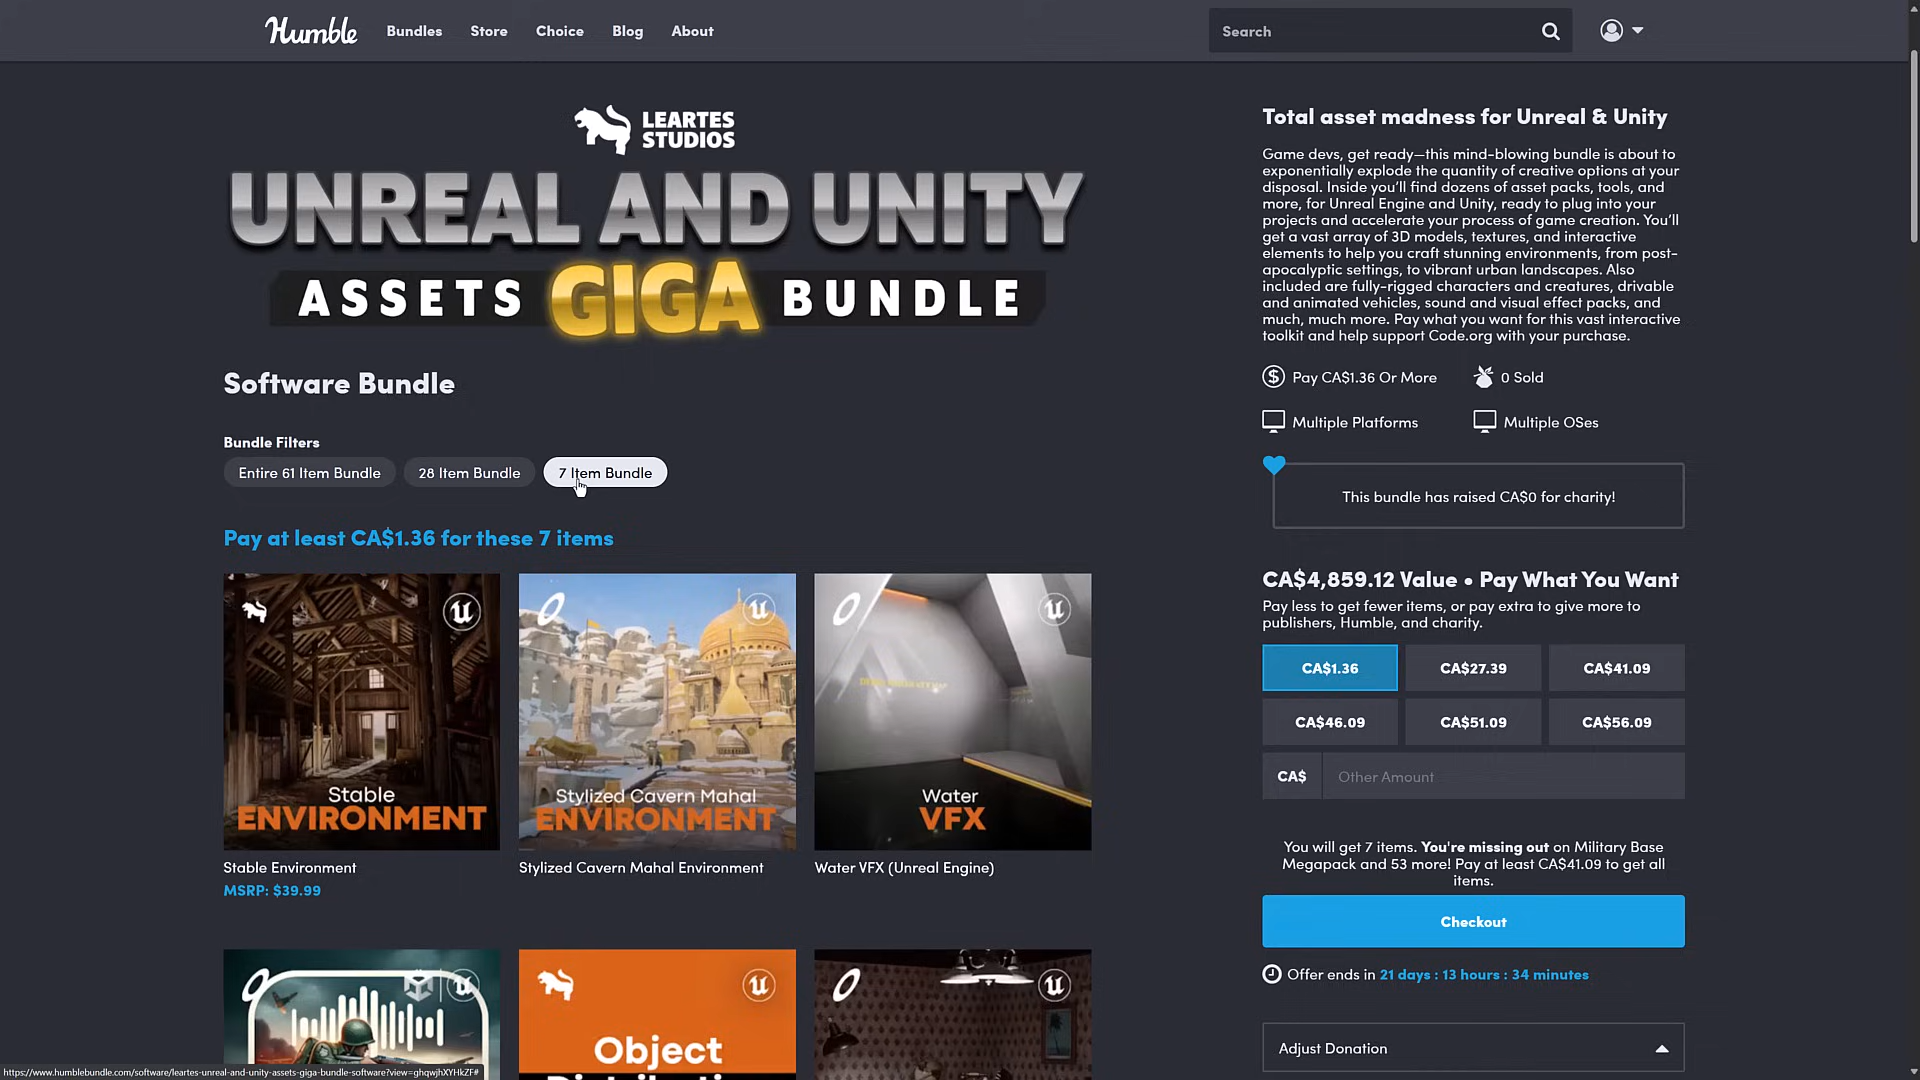 Humble
Bundles
Store
Choice
Blog
About
Search
LEARTES
STUDIOS
UNREAL AND UNITY
ASSETS GIGA BUNDLE
Software Bundle
Bundle Filters
Entire 61 Item Bundle
28 Item Bundle
7 Item Bundle
Pay at least CA$1.36 for these 7 items
Stable
ENVIRONMENT
Stable Environment
MSRP: $39.99
Stylized Cavern Mahal
ENVIRONMENT
Stylized Cavern Mahal Environment
Water
VFX
Water VFX (Unreal Engine)
Object
Total asset madness for Unreal & Unity
Game devs, get ready—this mind-blowing bundle is about to
exponentially explode the quantity of creative options at your
disposal. Inside you’ll find dozens of asset packs, tools, and
more, for Unreal Engine and Unity, ready to plug into your
projects and accelerate your process of game creation. You’ll
get a vast array of 3D models, textures, and interactive
elements to help you craft stunning environments, from post-
apocalyptic settings, to vibrant urban landscapes. Also
included are fully-rigged characters and creatures, drivable
and animated vehicles, sound and visual effect packs, and
much, much more. Pay what you want for this vast interactive
toolkit and help support Code.org with your purchase.
Pay CA$1.36 Or More
0 Sold
Multiple Platforms
Multiple OSes
This bundle has raised CA$0 for charity!
CA$4,859.12 Value • Pay What You Want
Pay less to get fewer items, or pay extra to give more to
publishers, Humble, and charity.
CA$1.36
CA$27.39
CA$41.09
CA$46.09
CA$51.09
CA$56.09
CA$
Other Amount
You will get 7 items. You're missing out on Military Base
Megapack and 53 more! Pay at least CA$41.09 to get all
items.
Checkout
Offer ends in 21 days : 13 hours : 34 minutes
Adjust Donation
https://www.humblebundle.com/software/leartes-unreal-and-unity-assets-giga-bundle-software?view=ghqwjhXYHkZF#